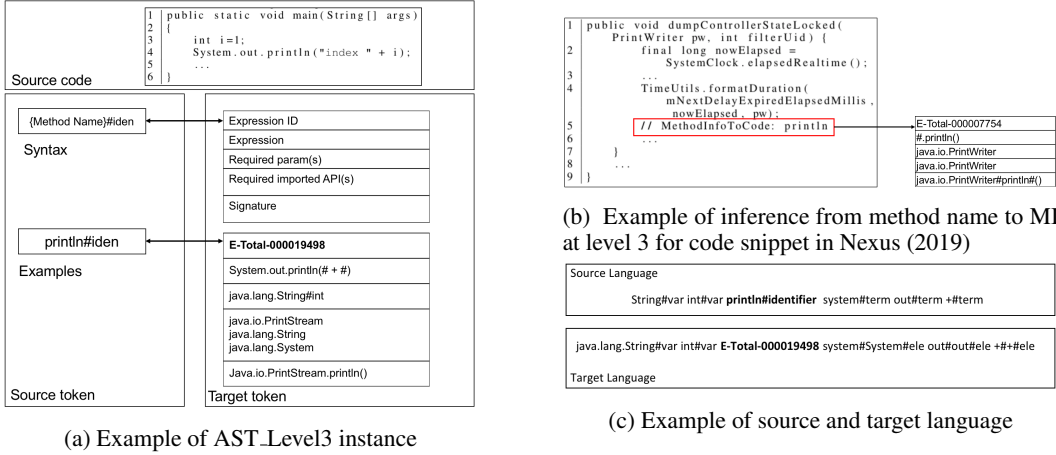 1 public static void main(String[] args)
2 {
3 int i=1;
4 System.out.println("index " + i);
5 ...
6 }
Source code
{Method Name}#iden
Syntax
println#iden
Examples
Source token
Expression ID
Expression
Required param(s)
Required imported API(s)
Signature
E-Total-000019498
System.out.println(# + #)
java.lang.String#int
java.io.PrintStream
java.lang.String
java.lang.System
Java.io.PrintStream.println()
Target token
(a) Example of AST_Level3 instance
1 public void dumpControllerStateLocked(
PrintWriter pw, int filterUid) {
2 final long nowElapsed =
SystemClock.elapsedRealtime();
3 ...
4 TimeUtils.formatDuration(
mNextDelayExpiredElapsedMillis,
nowElapsed, pw);
5 // MethodInfoToCode: println
6 ...
7 }
8 ...
9 }
E-Total-000007754
#.println()
java.io.PrintWriter
java.io.PrintWriter
java.io.PrintWriter#println#()
(b) Example of inference from method name to MI
at level 3 for code snippet in Nexus (2019)
Source Language
String#var int#var println#identifier system#term out#term +#term
java.lang.String#var int#var E-Total-000019498 system#System#ele out#out#ele +#+#ele
Target Language
(c) Example of source and target language